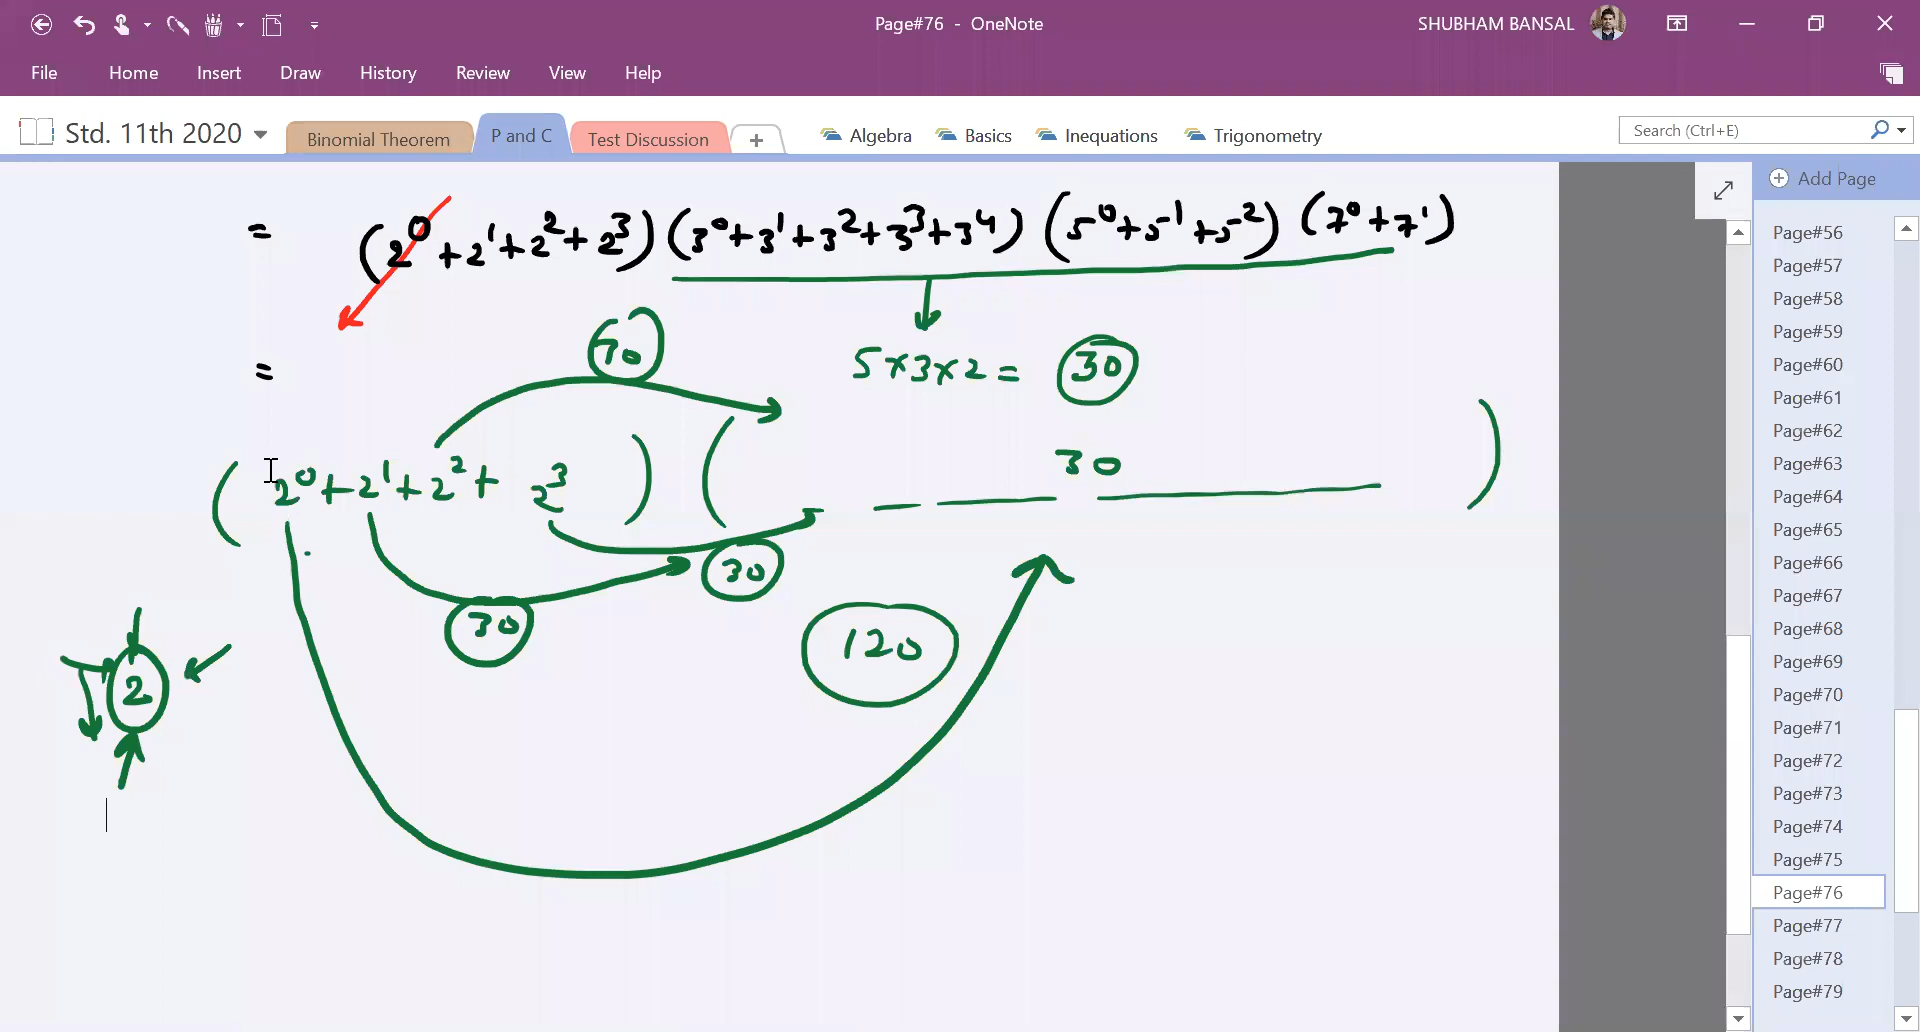 Page#76 - OneNote
SHUBHAM BANSAL
File Home Insert Draw History Review View Help
Std. 11th 2020
Binomial Theorem
P and C
Test Discussion
+
Algebra
Basics
Inequations
Trigonometry
Search (Ctrl+E)
= (2⁰+2¹+2²+2³)(3⁰+3¹+3²+3³+3⁴)(5⁰+5¹+5²)(7⁰+7¹)
30
= 5×3×2= 30
(2⁰+2¹+2²+ 2³)( 30 )
30
30
120
2
Add Page
Page#56
Page#57
Page#58
Page#59
Page#60
Page#61
Page#62
Page#63
Page#64
Page#65
Page#66
Page#67
Page#68
Page#69
Page#70
Page#71
Page#72
Page#73
Page#74
Page#75
Page#76
Page#77
Page#78
Page#79